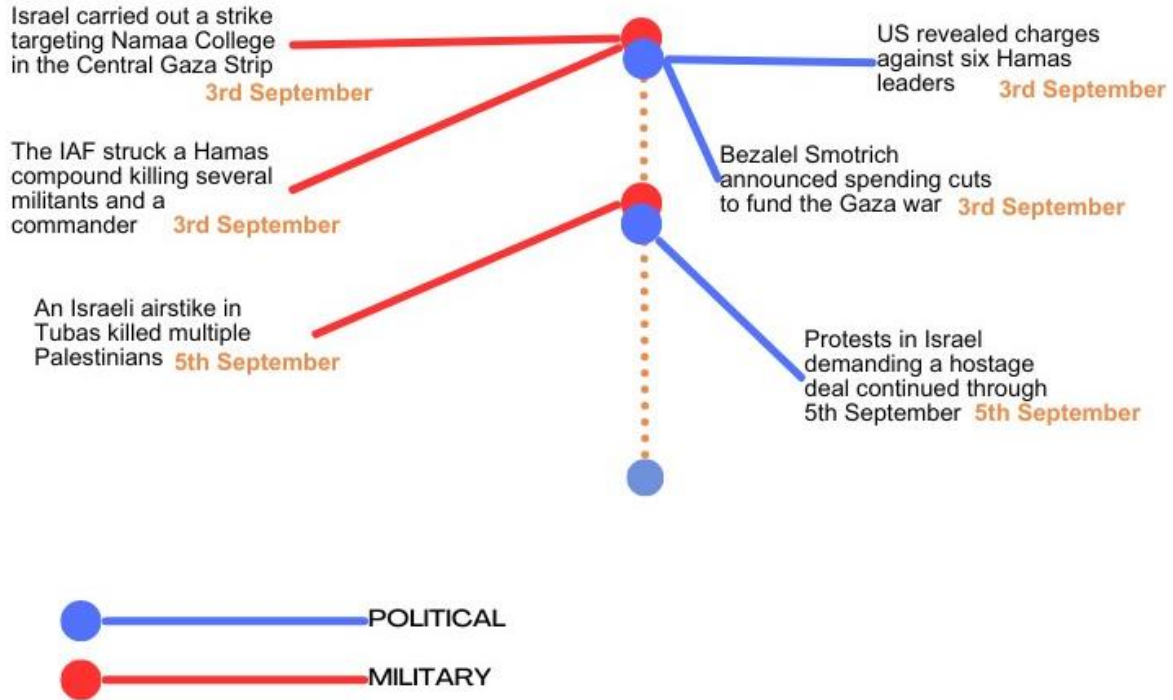 Israel carried out a strike
targeting Namaa College
in the Central Gaza Strip
3rd September
The IAF struck a Hamas
compound killing several
militants and a
commander 3rd September
An Israeli airstike in
Tubas killed multiple
Palestinians 5th September
US revealed charges
against six Hamas
leaders 3rd September
Bezalel Smotrich
announced spending cuts
to fund the Gaza war 3rd September
Protests in Israel
demanding a hostage
deal continued through
5th September 5th September
POLITICAL
MILITARY